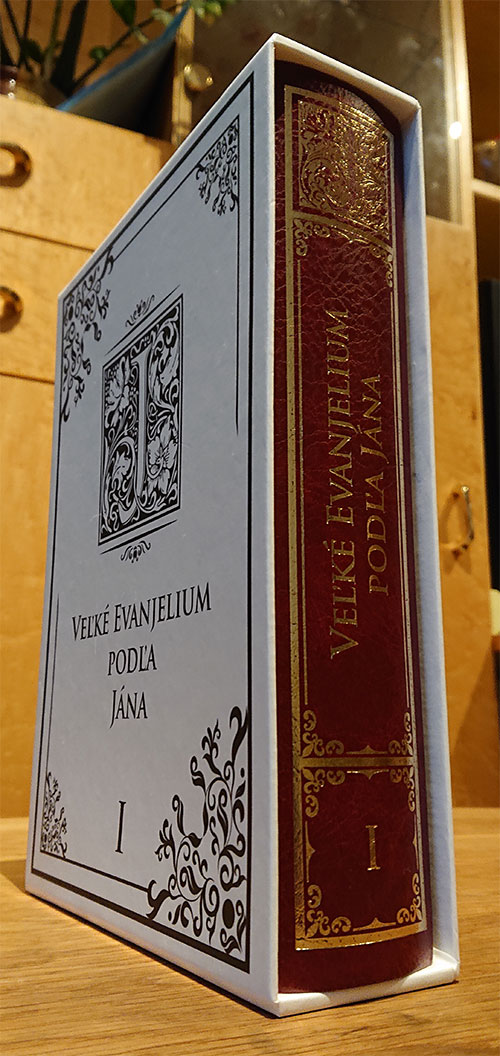 J
VEĽKÉ EVANJELIUM
PODĽA
JÁNA
I
VEĽKÉ EVANJELIUM
PODĽA JÁNA
I